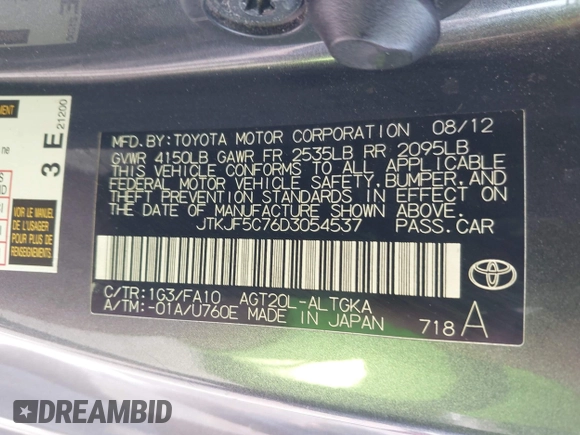 MFD. BY: TOYOTA MOTOR CORPORATION 08/12
GVWR 4150LB GAWR FR 2535LB RR 2095LB
THIS VEHICLE CONFORMS TO ALL APPLICABLE
FEDERAL MOTOR VEHICLE SAFETY, BUMPER, AND
THEFT PREVENTION STANDARDS IN EFFECT ON
THE DATE OF MANUFACTURE SHOWN ABOVE.
JTKJF5C76D3054537 PASS. CAR
C/TR: 1G3/FA10 AGT20L-ALTGKA
A/TM: -01A/U760E MADE IN JAPAN 718 A
3 E
21200
VOIR LE MANUEL
POUR PLUS DE
DREAMBID